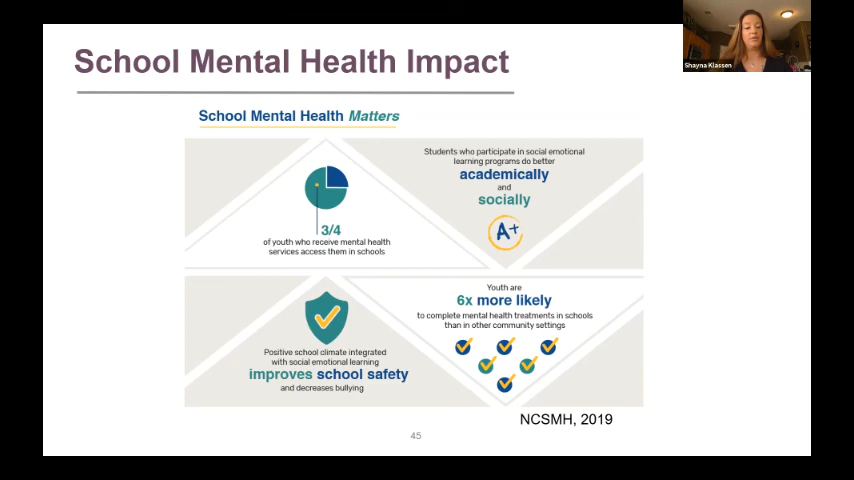 School Mental Health Impact
Shayna Klassen
School Mental Health Matters
3/4
of youth who receive mental health
services access them in schools
Students who participate in social emotional
learning programs do better
academically
and
socially
A+
Positive school climate integrated
with social emotional learning
improves school safety
and decreases bullying
Youth are
6x more likely
to complete mental health treatments in schools
than in other community settings
NCSMH, 2019
45